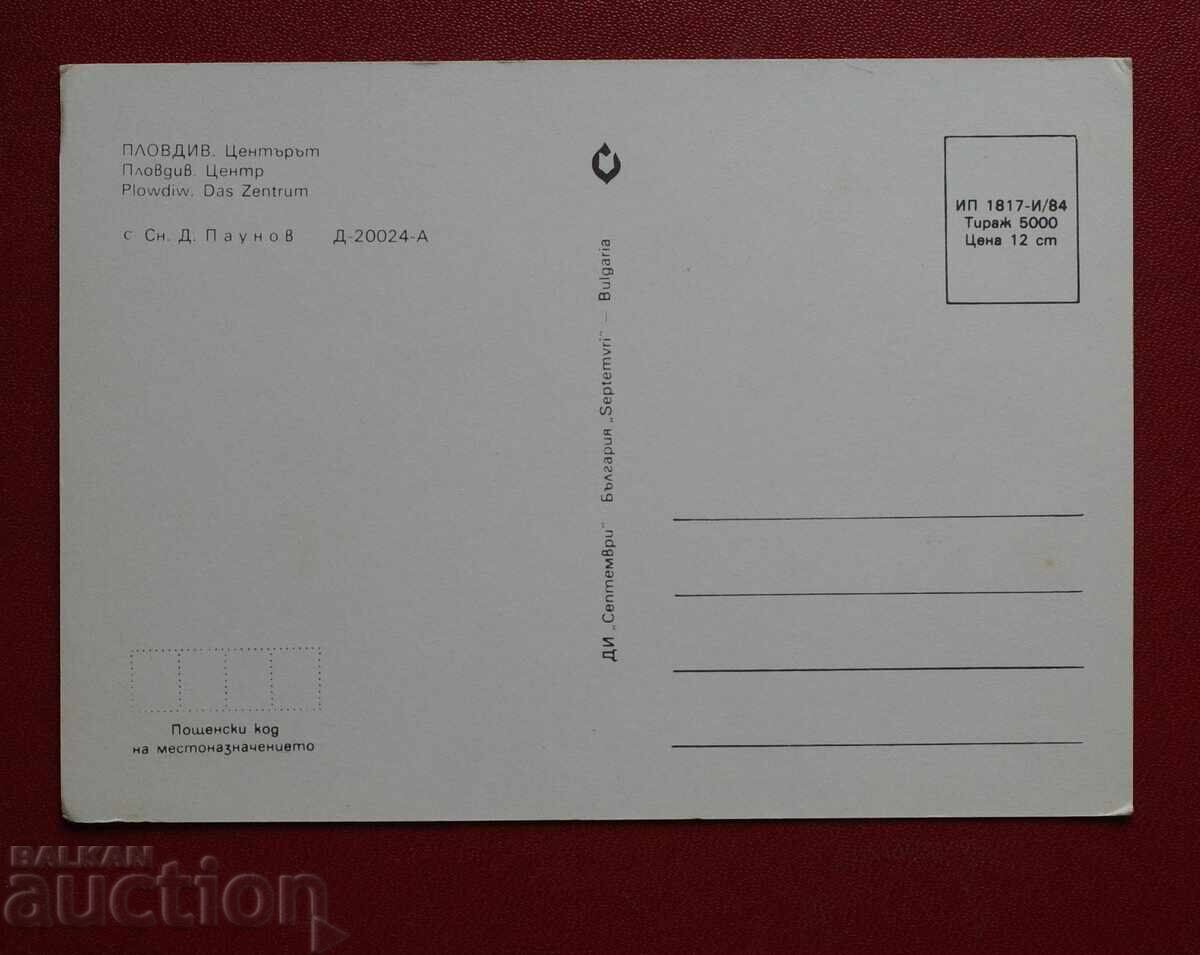 ПЛОВДИВ. Центърът
Пловдив. Центр
Plowdiw. Das Zentrum
с Сн. Д. Паунов Д-20024-А
ДИ „Септември" България „Septemvri" — Bulgaria
ИП 1817-И/84
Тираж 5000
Цена 12 ст
Пощенски код
на местоназначението
BALKAN
auction